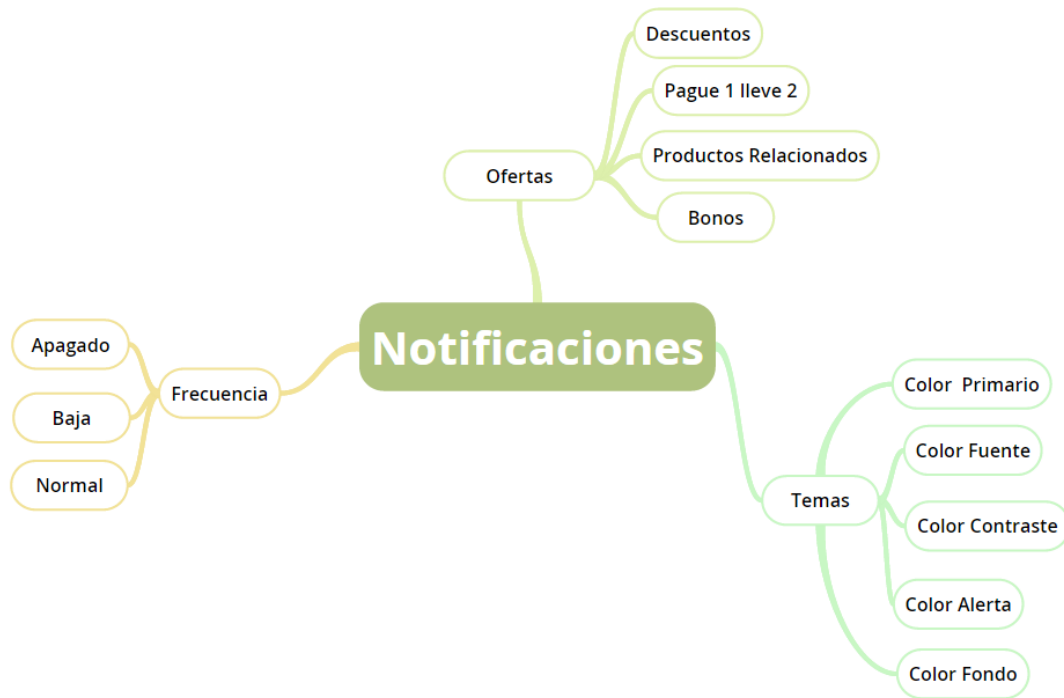 Descuentos
Pague 1 lleve 2
Productos Relacionados
Ofertas
Bonos
Notificaciones
Apagado
Frecuencia
Baja
Normal
Color Primario
Color Fuente
Temas
Color Contraste
Color Alerta
Color Fondo